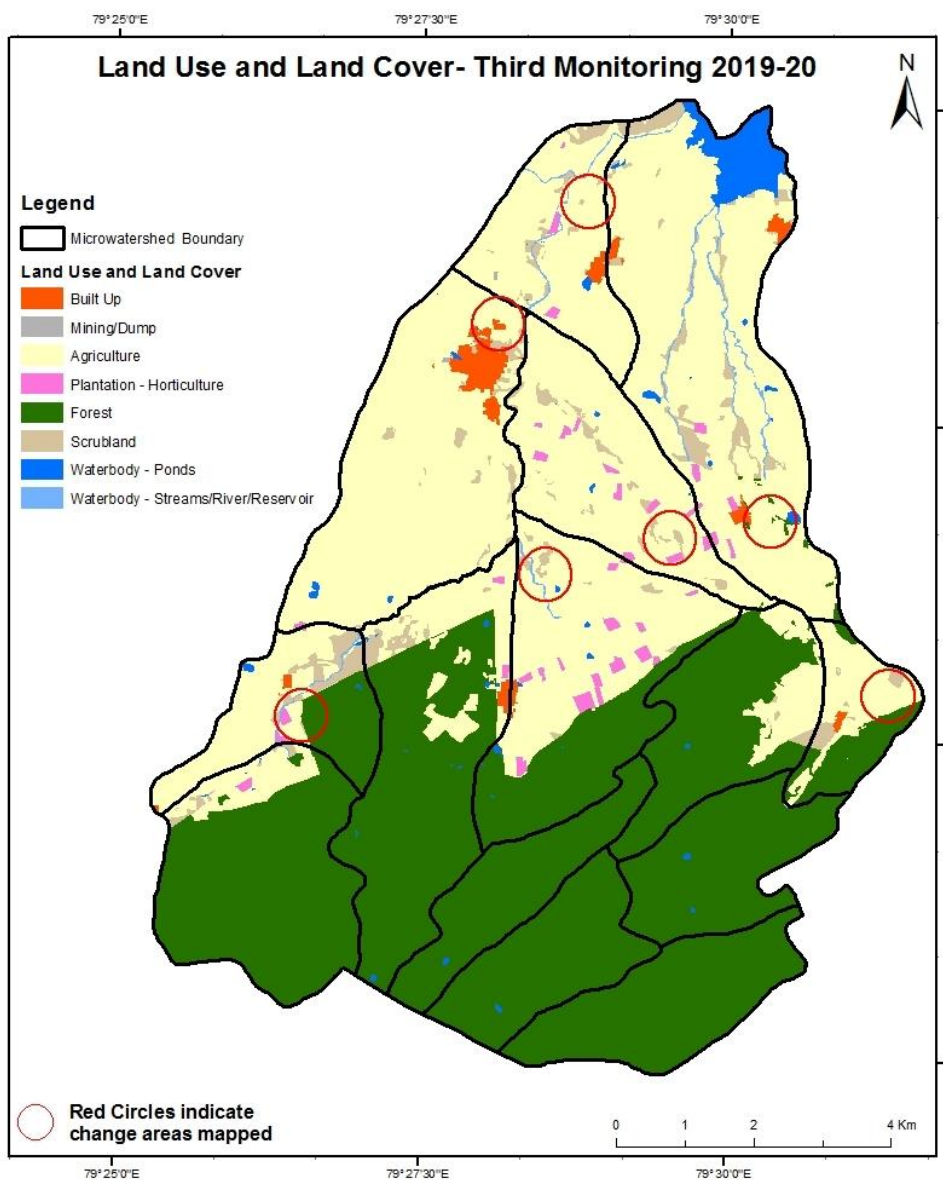 79°25'0"E 79°27'30"E 79°30'0"E
Land Use and Land Cover- Third Monitoring 2019-20
N
Legend
Microwatershed Boundary
Land Use and Land Cover
Built Up
Mining/Dump
Agriculture
Plantation - Horticulture
Forest
Scrubland
Waterbody - Ponds
Waterbody - Streams/River/Reservoir
Red Circles indicate
change areas mapped
0 1 2 4 Km
79°25'0"E 79°27'30"E 79°30'0"E